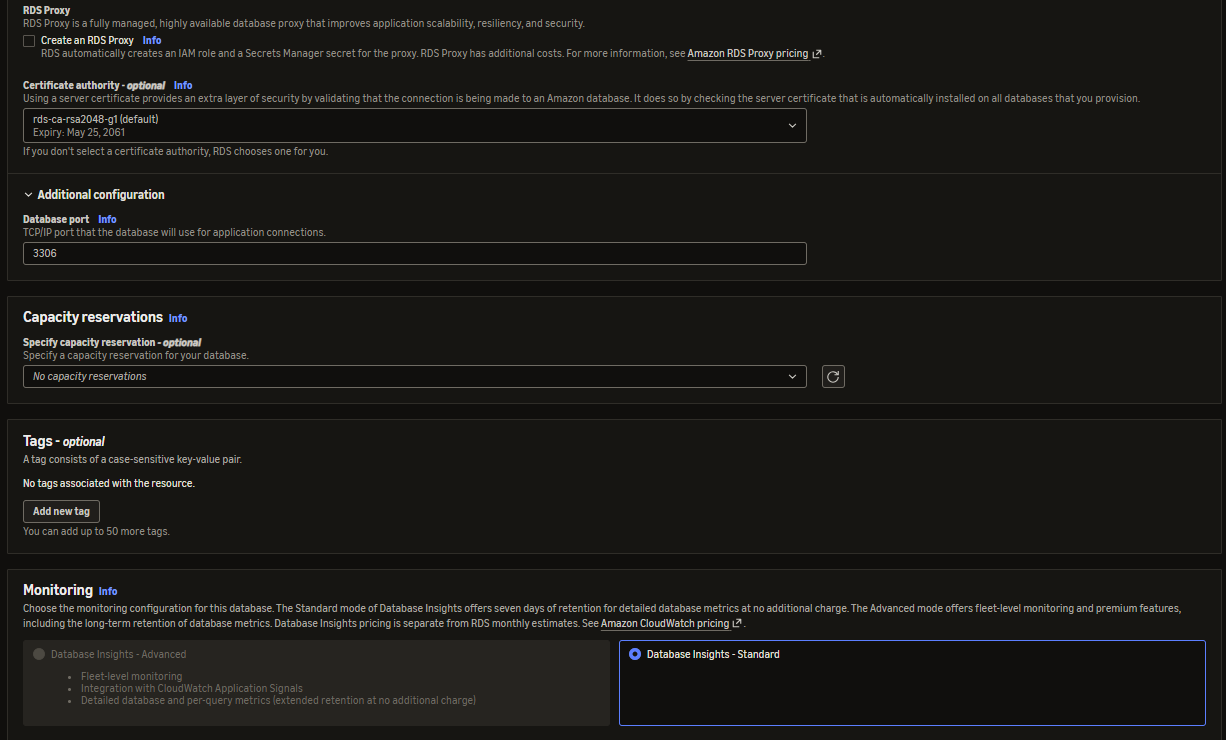 RDS Proxy
RDS Proxy is a fully managed, highly available database proxy that improves application scalability, resiliency, and security.
Create an RDS Proxy Info
RDS automatically creates an IAM role and a Secrets Manager secret for the proxy. RDS Proxy has additional costs. For more information, see Amazon RDS Proxy pricing.
Certificate authority - optional Info
Using a server certificate provides an extra layer of security by validating that the connection is being made to an Amazon database. It does so by checking the server certificate that is automatically installed on all databases that you provision.
rds-ca-rsa2048-g1 (default)
Expiry: May 25, 2061
If you don't select a certificate authority, RDS chooses one for you.
Additional configuration
Database port Info
TCP/IP port that the database will use for application connections.
3306
Capacity reservations Info
Specify capacity reservation - optional
Specify a capacity reservation for your database.
No capacity reservations
Tags - optional
A tag consists of a case-sensitive key-value pair.
No tags associated with the resource.
Add new tag
You can add up to 50 more tags.
Monitoring Info
Choose the monitoring configuration for this database. The Standard mode of Database Insights offers seven days of retention for detailed database metrics at no additional charge. The Advanced mode offers fleet-level monitoring and premium features,
including the long-term retention of database metrics. Database Insights pricing is separate from RDS monthly estimates. See Amazon CloudWatch pricing.
Database Insights - Advanced
• Fleet-level monitoring
• Integration with CloudWatch Application Signals
• Detailed database and per-query metrics (extended retention at no additional charge)
Database Insights - Standard